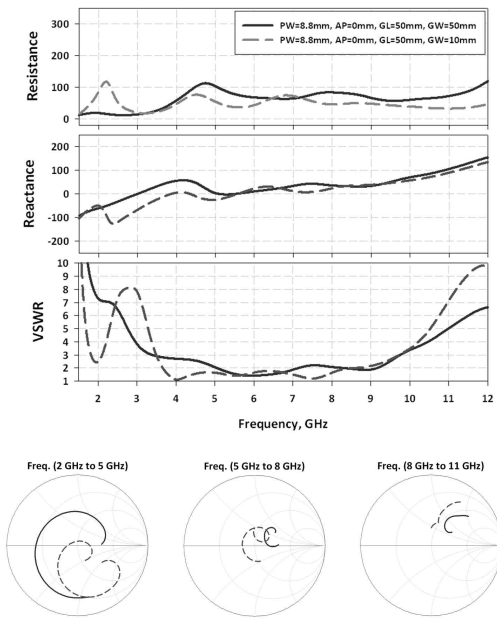 PW=8.8mm, AP=0mm, GL=50mm, GW=50mm
PW=8.8mm, AP=0mm, GL=50mm, GW=10mm
Resistance
300
200
100
0
Reactance
200
100
0
-100
-200
VSWR
10
9
8
7
6
5
4
3
2
1
2 3 4 5 6 7 8 9 10 11 12
Frequency, GHz
Freq. (2 GHz to 5 GHz)
Freq. (5 GHz to 8 GHz)
Freq. (8 GHz to 11 GHz)